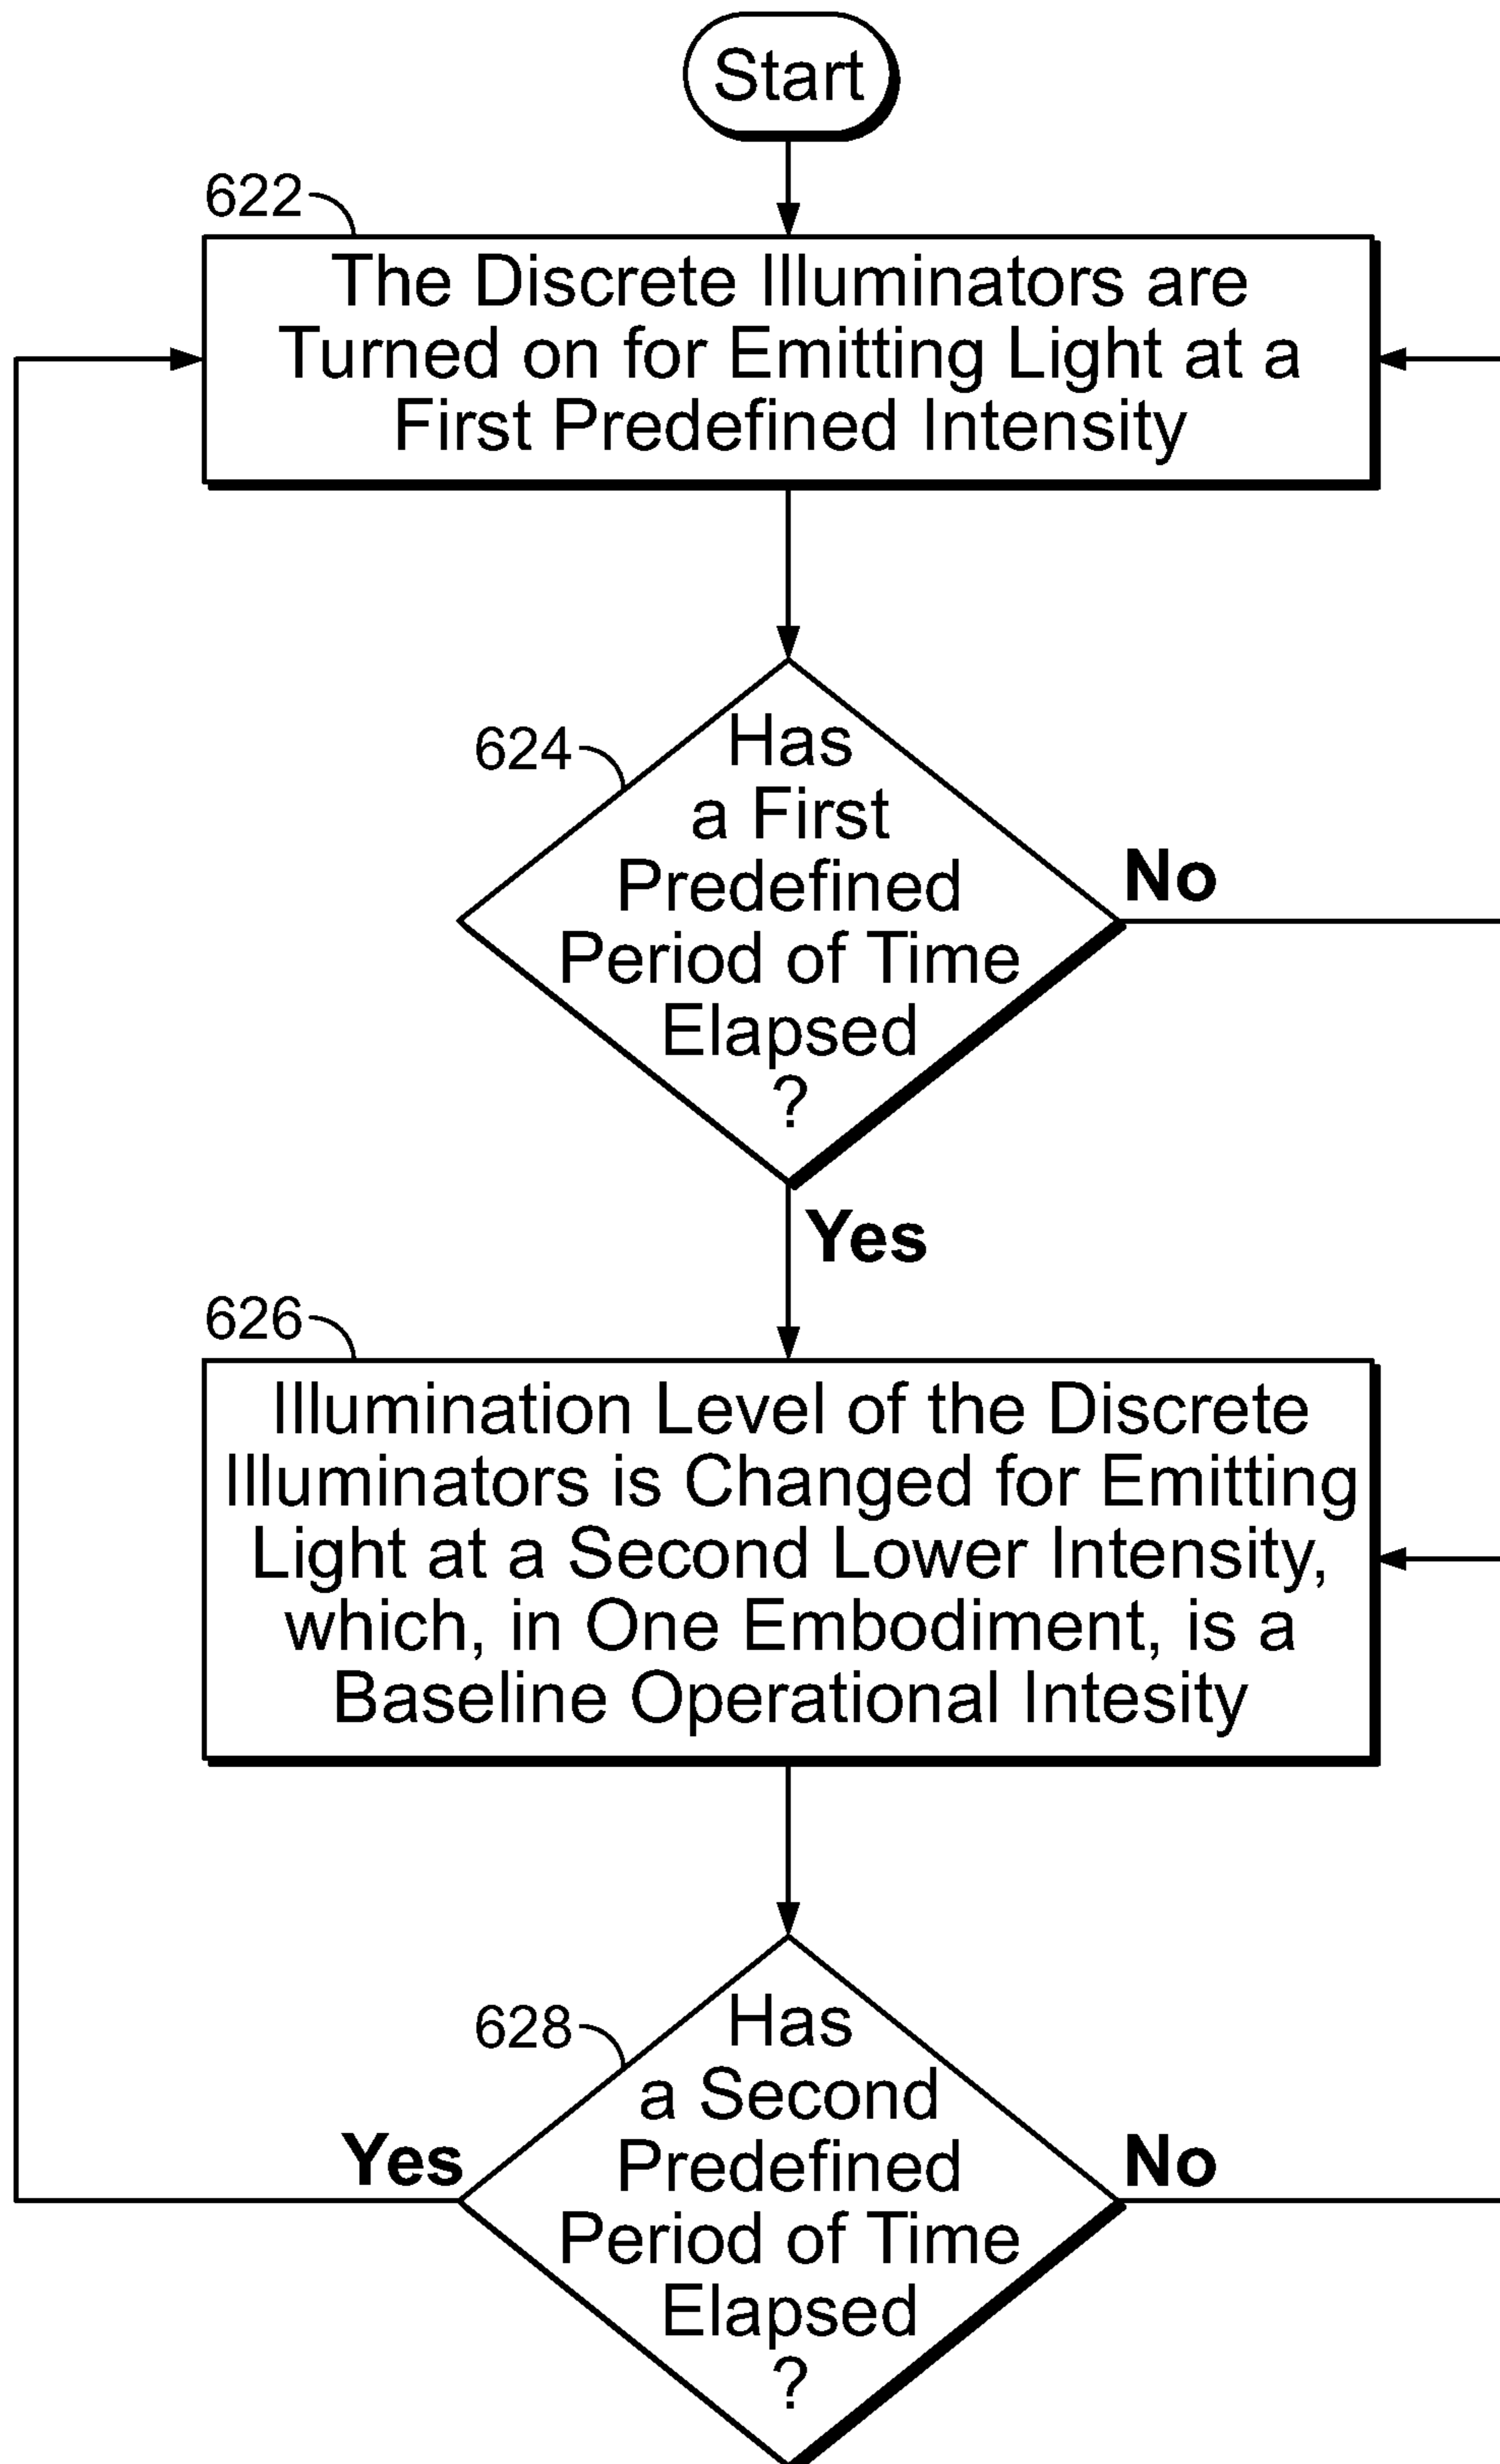 Start
622
The Discrete Illuminators are
Turned on for Emitting Light at a
First Predefined Intensity
624
Has
a First
Predefined
Period of Time
Elapsed
?
No
Yes
626
Illumination Level of the Discrete
Illuminators is Changed for Emitting
Light at a Second Lower Intensity,
which, in One Embodiment, is a
Baseline Operational Intesity
628
Has
a Second
Predefined
Period of Time
Elapsed
?
Yes
No